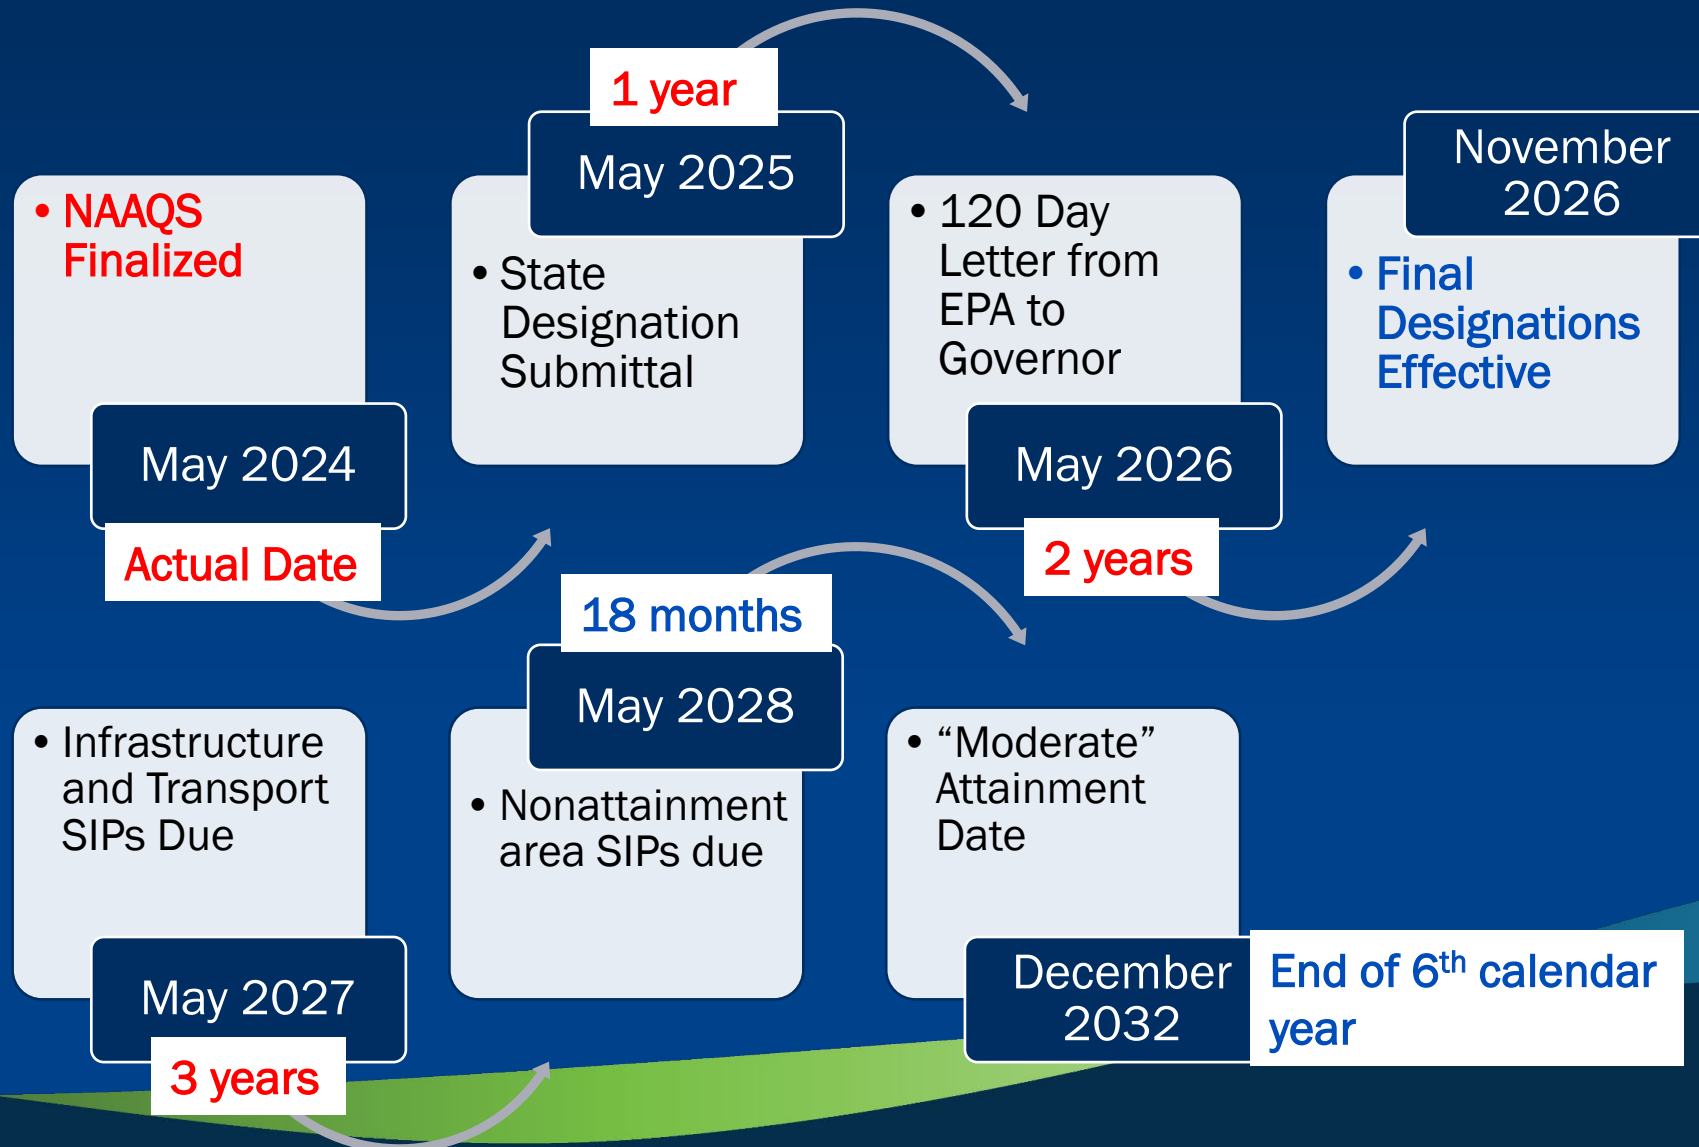 • NAAQS
Finalized
May 2024
Actual Date
1 year
May 2025
• State
Designation
Submittal
• 120 Day
Letter from
EPA to
Governor
May 2026
2 years
November
2026
• Final
Designations
Effective
• Infrastructure
and Transport
SIPs Due
May 2027
3 years
18 months
May 2028
• Nonattainment
area SIPs due
• “Moderate”
Attainment
Date
December
2032
End of 6th calendar
year